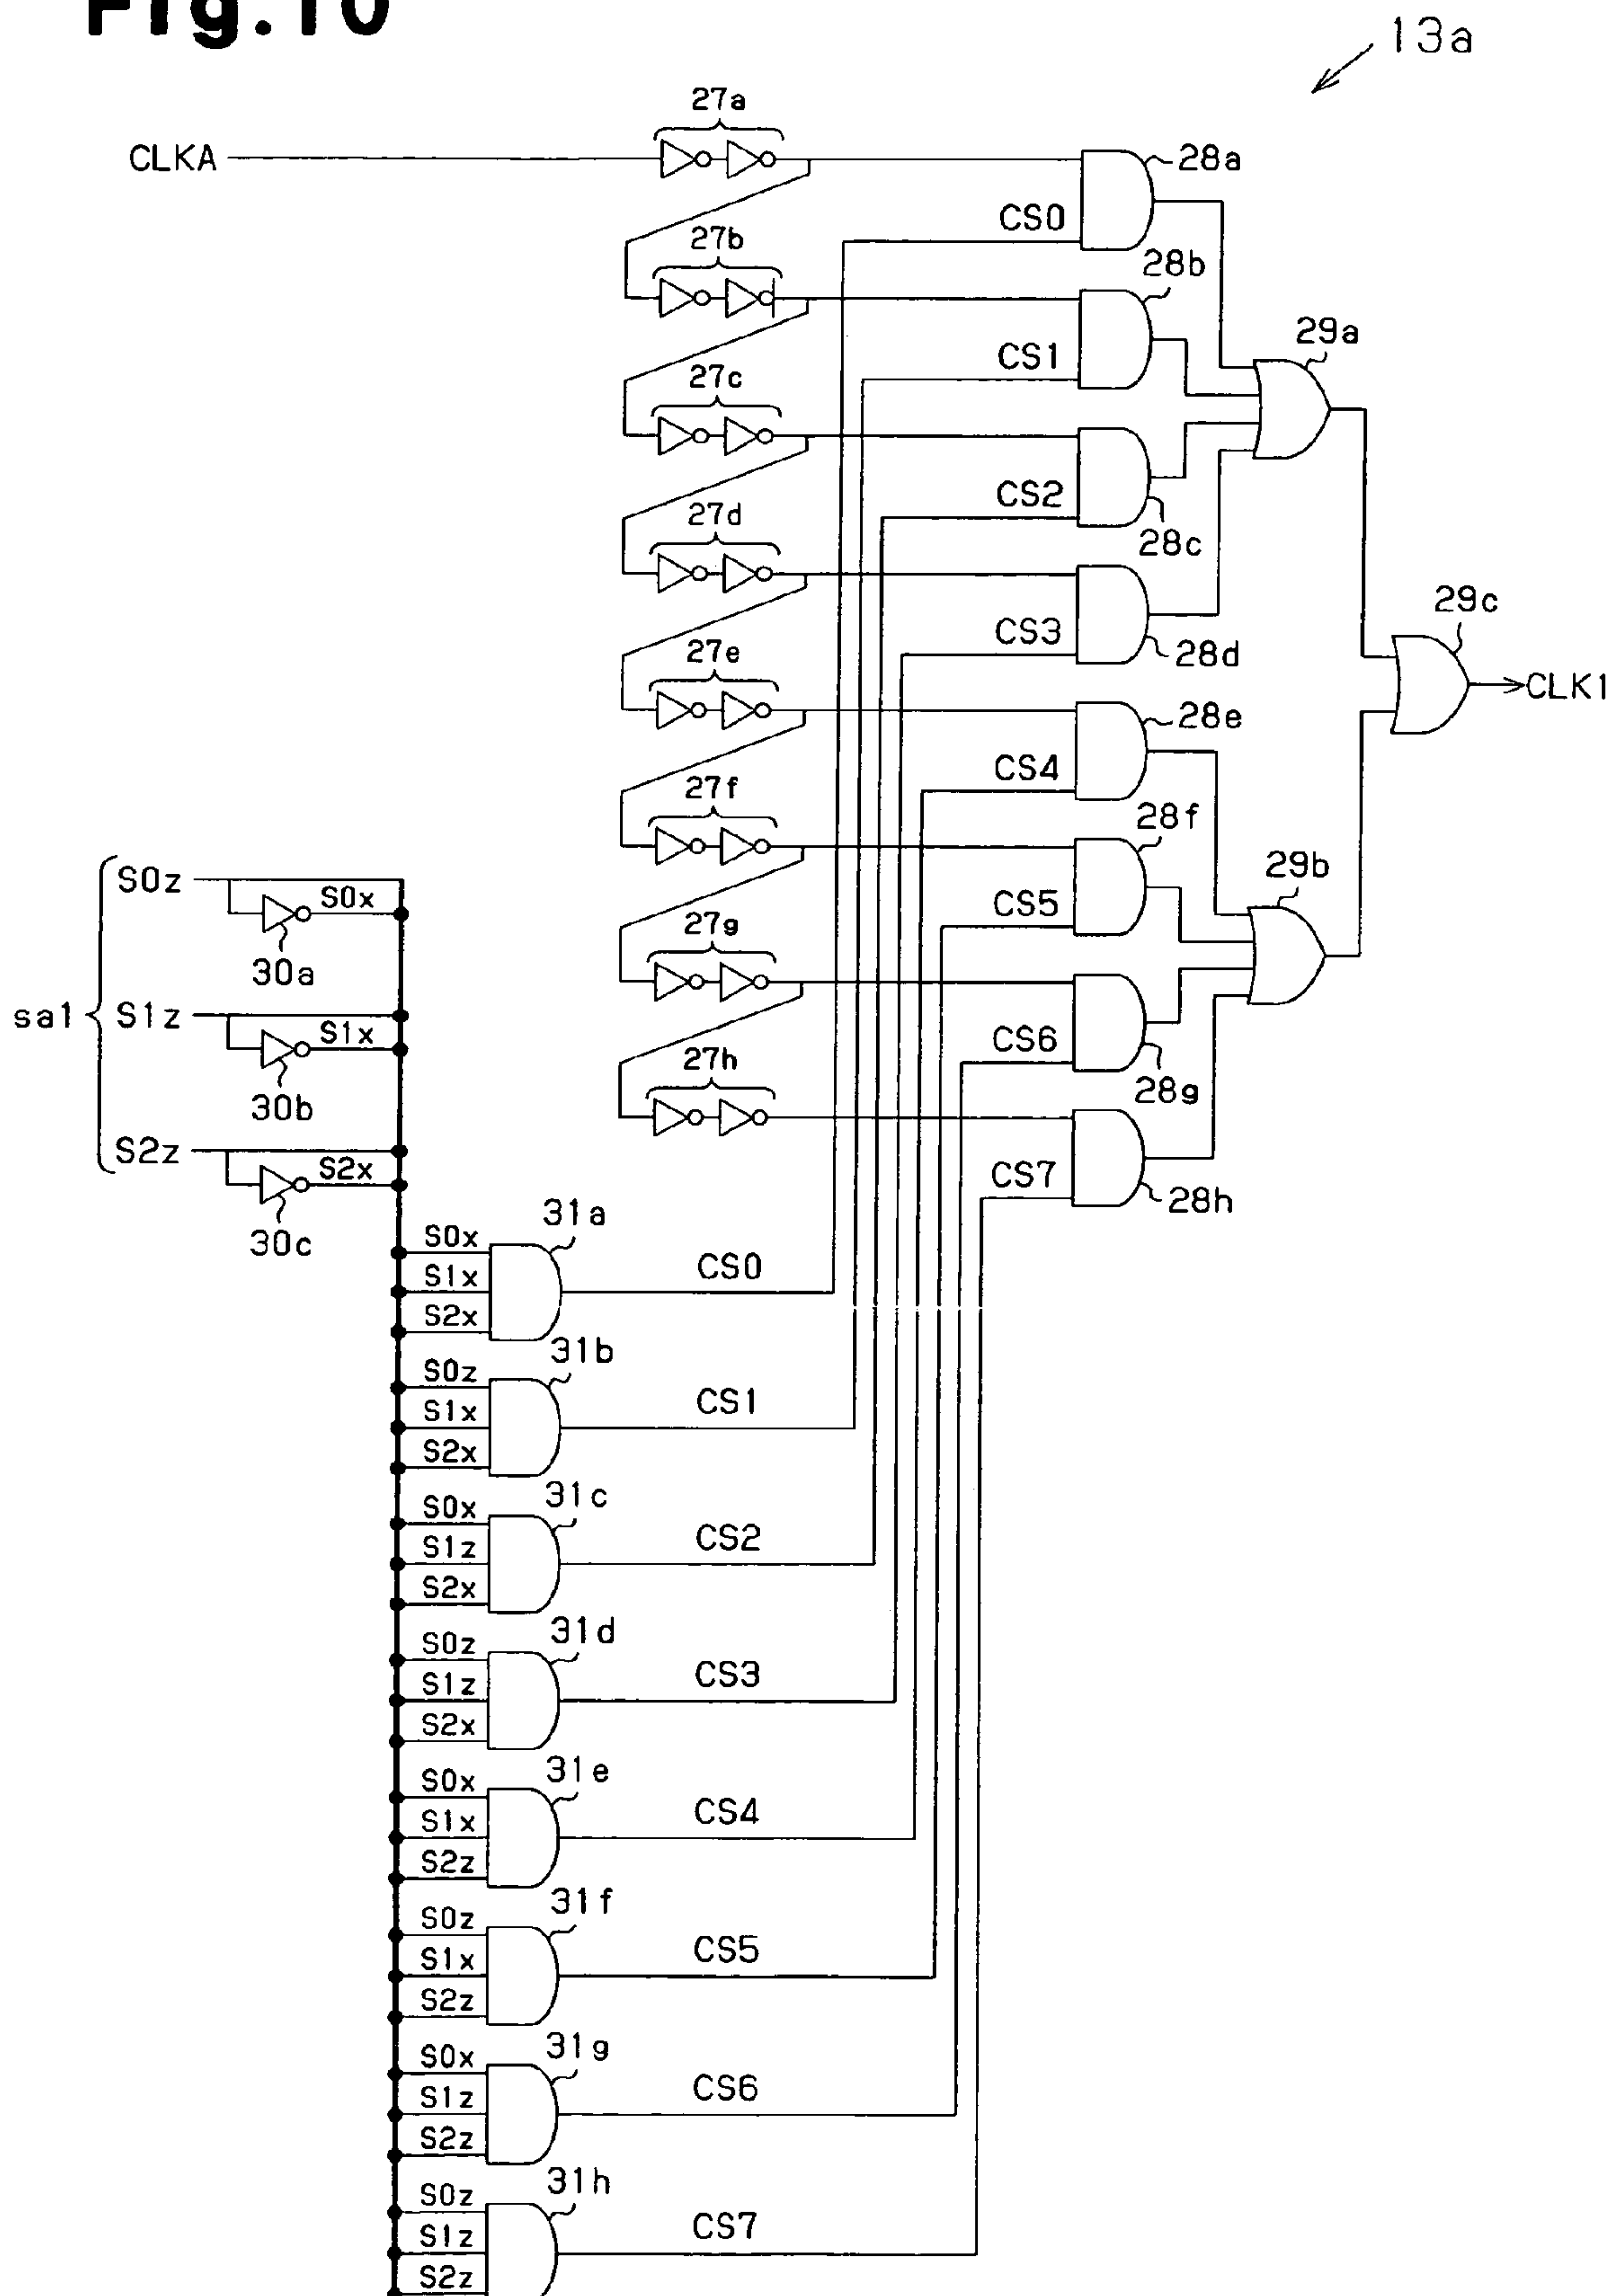 Fig.10
13a
27a
CLKA
28a
CS0
27b
28b
CS1
29a
27c
CS2
28c
27d
CS3
28d
29c
27e
CLK1
28e
CS4
27f
28f
S0z
S0x
29b
CS5
30a
27g
sa1
S1z
S1x
CS6
28g
30b
27h
S2z
S2x
CS7
28h
30c
31a
S0x
S1x
S2x
CS0
31b
S0z
S1x
S2x
CS1
31c
S0x
S1z
S2x
CS2
31d
S0z
S1z
S2x
CS3
31e
S0x
S1x
S2z
CS4
31f
S0z
S1x
S2z
CS5
31g
S0x
S1z
S2z
CS6
31h
S0z
S1z
S2z
CS7